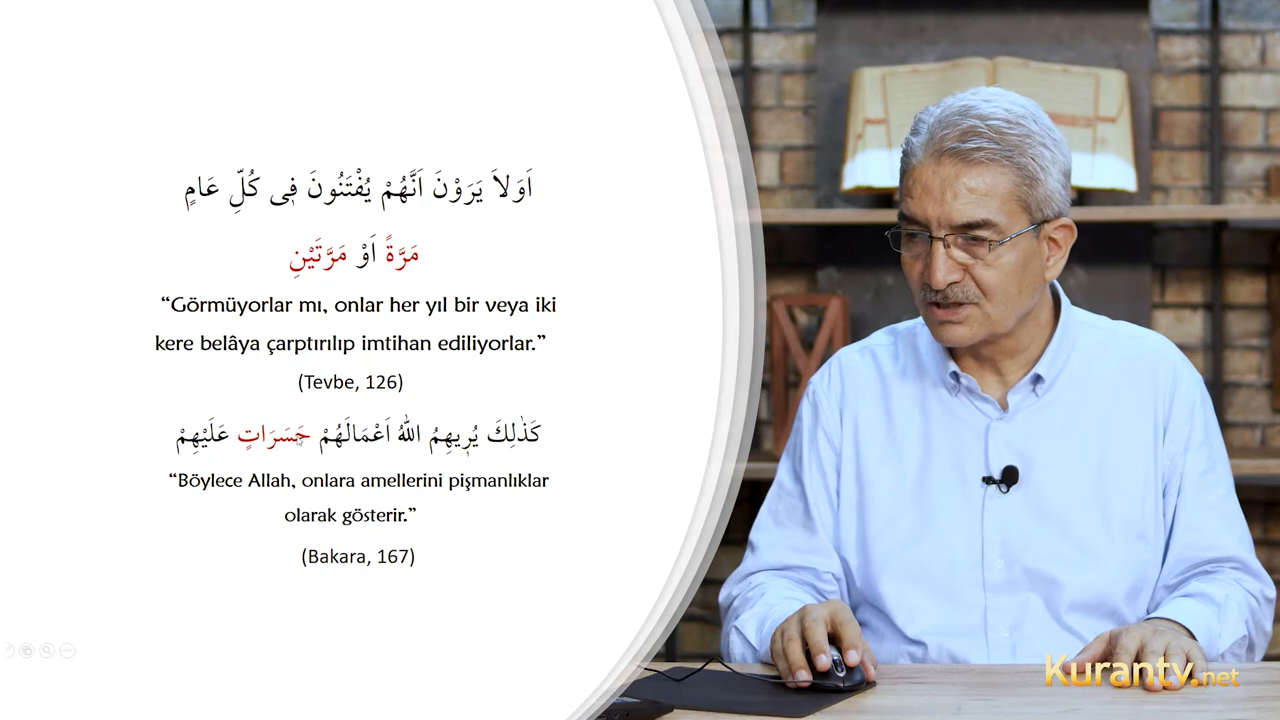 اَوَلاَ يَرَوْنَ اَنَّهُمْ يُفْتَنُونَ فٖى كُلِّ عَامٍ
مَرَّةً اَوْ مَرَّتَيْنِ
“Görmüyorlar mı, onlar her yıl bir veya iki
kere belâya çarptırılıp imtihan ediliyorlar.”
(Tevbe, 126)
كَذٰلِكَ يُرٖيهِمُ اللّٰهُ اَعْمَالَهُمْ حَسَرَاتٍ عَلَيْهِمْ
“Böylece Allah, onlara amellerini pişmanlıklar
olarak gösterir.”
(Bakara, 167)
Kurantv.net